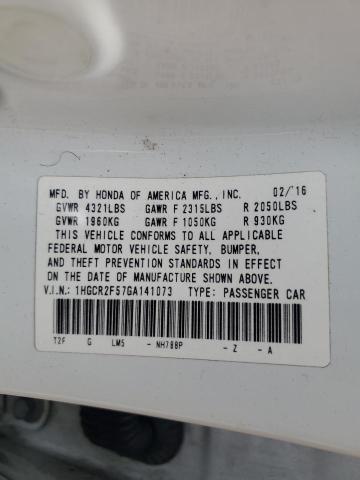 MFD. BY HONDA OF AMERICA MFG., INC. 02/'16
GVWR 4321LBS GAWR F 2315LBS R 2050LBS
GVWR 1960KG GAWR F 1050KG R 930KG
THIS VEHICLE CONFORMS TO ALL APPLICABLE
FEDERAL MOTOR VEHICLE SAFETY, BUMPER,
AND THEFT PREVENTION STANDARDS IN EFFECT
ON THE DATE OF MANUFACTURE SHOWN ABOVE.
V.I.N.: 1HGCR2F57GA141073 TYPE: PASSENGER CAR
T2F G LM5 - NH788P - Z - A